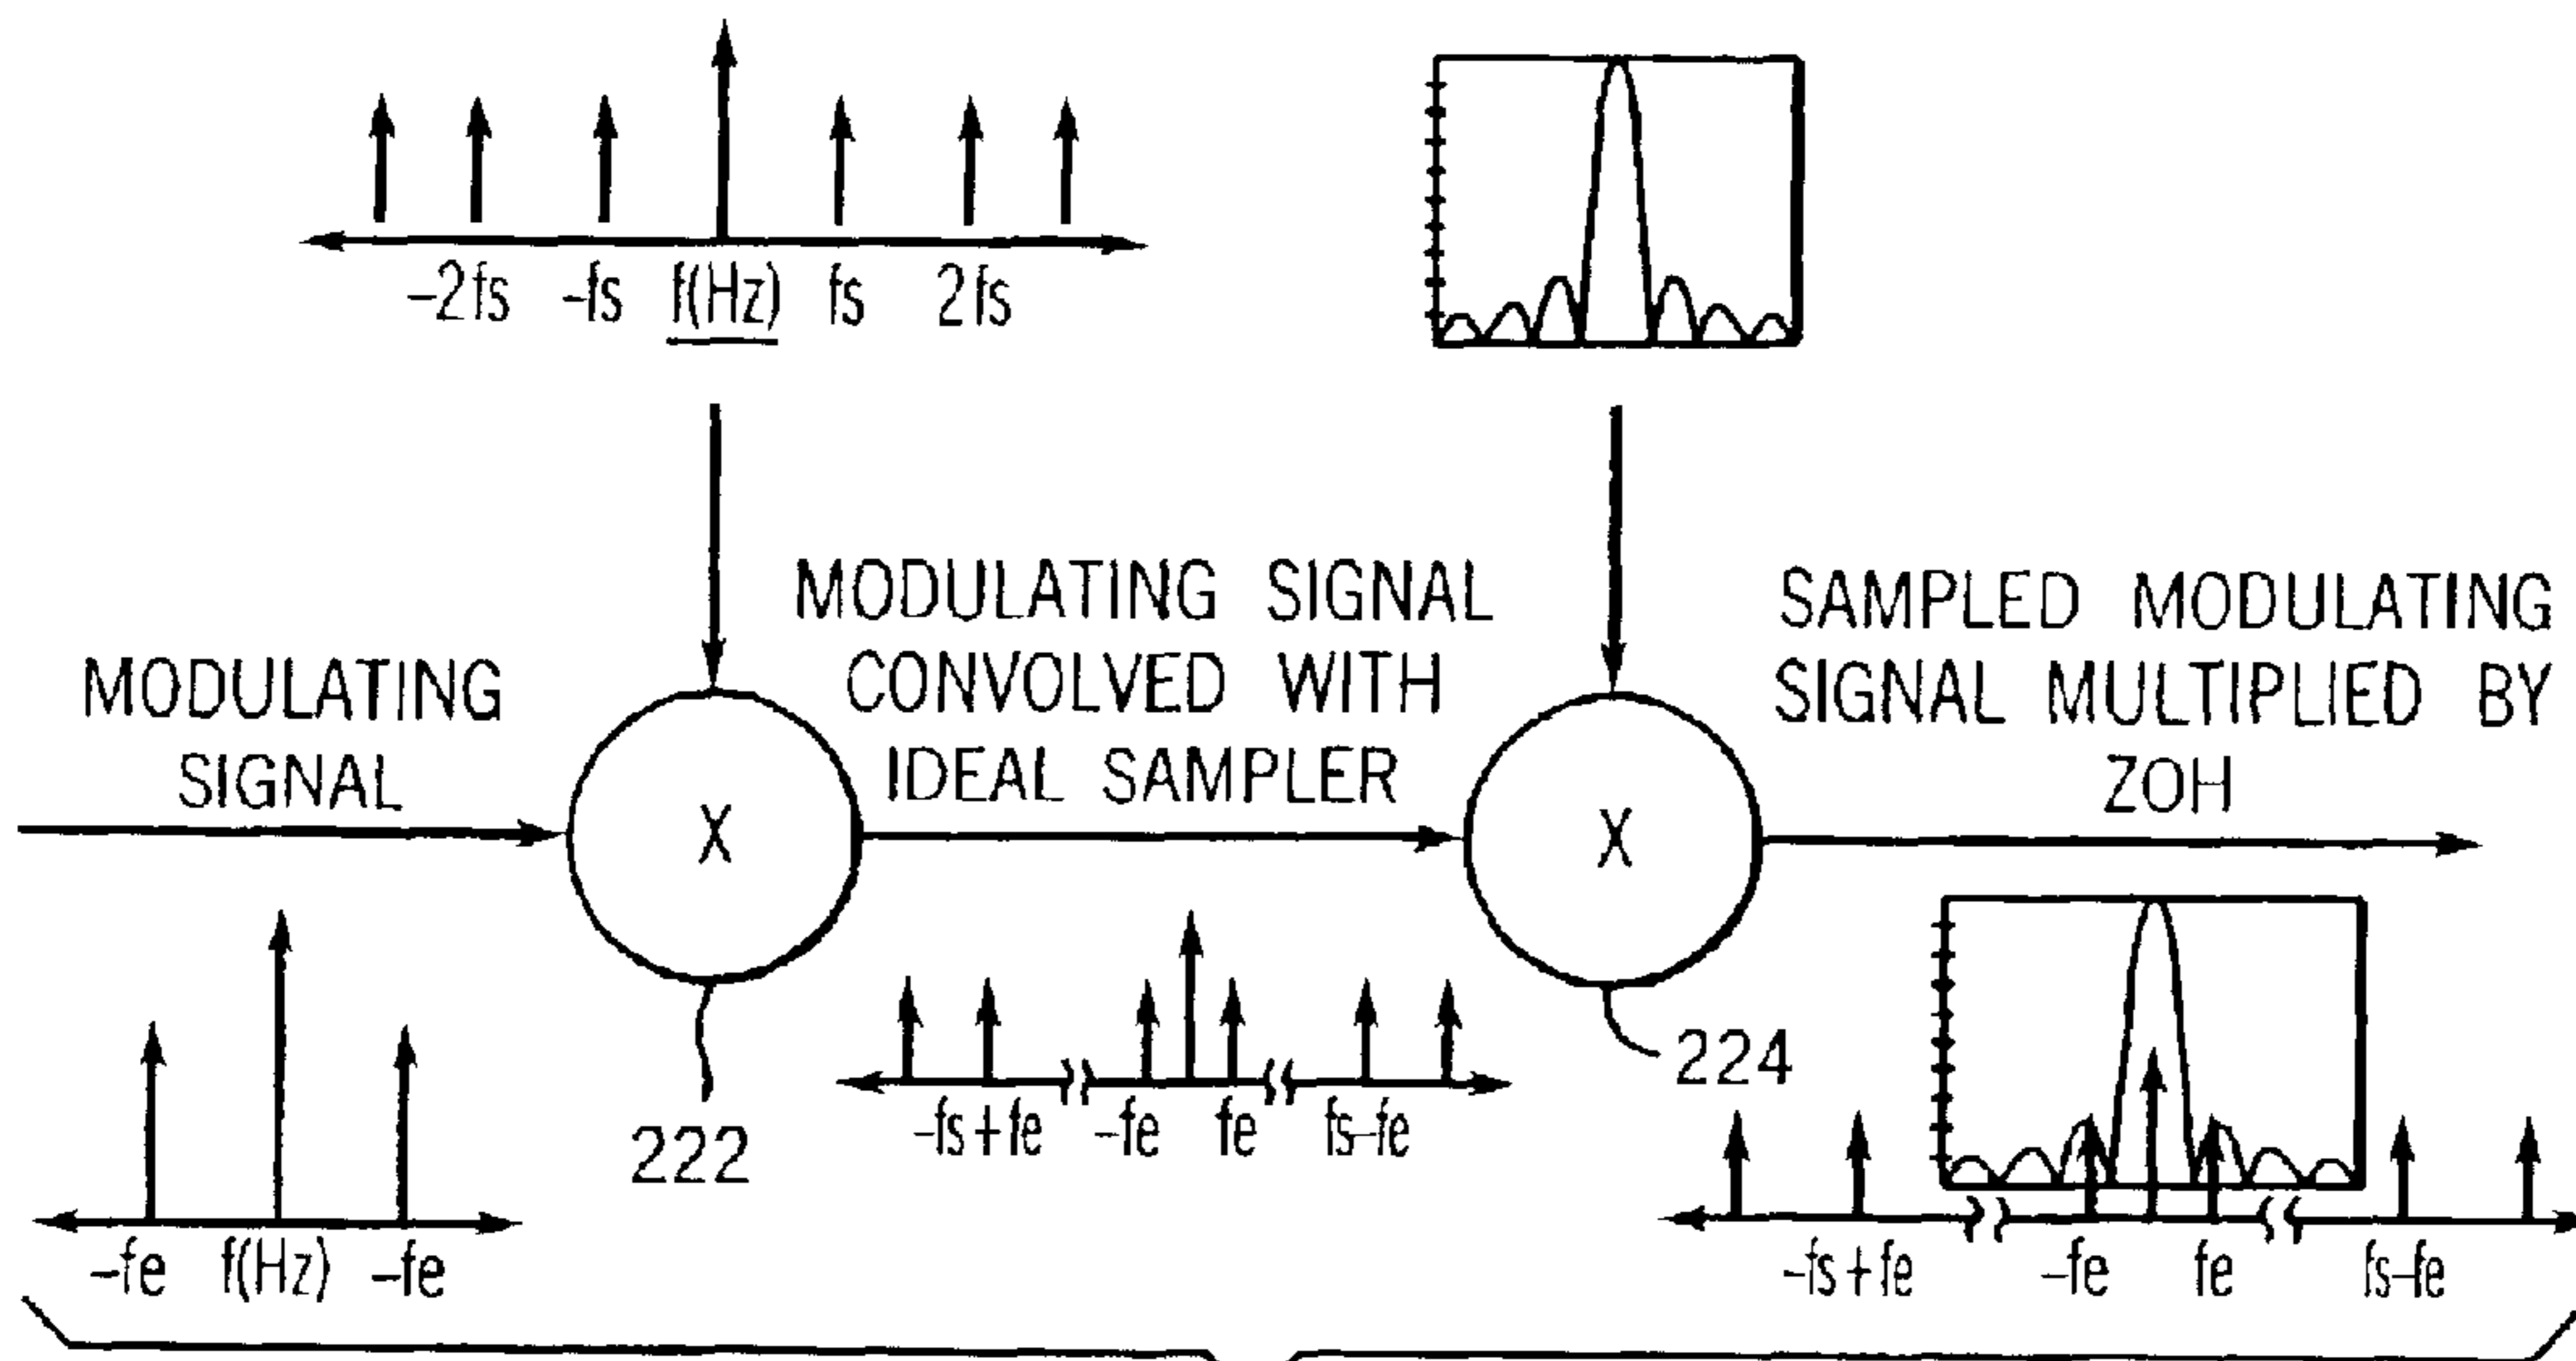 -2fs -fs f(Hz) fs 2fs
MODULATING
SIGNAL
X
MODULATING SIGNAL
CONVOLVED WITH
IDEAL SAMPLER
X
SAMPLED MODULATING
SIGNAL MULTIPLIED BY
ZOH
-fe f(Hz) -fe
222
-fs+fe -fe fe fs-fe
224
-fs+fe -fe fe fs-fe